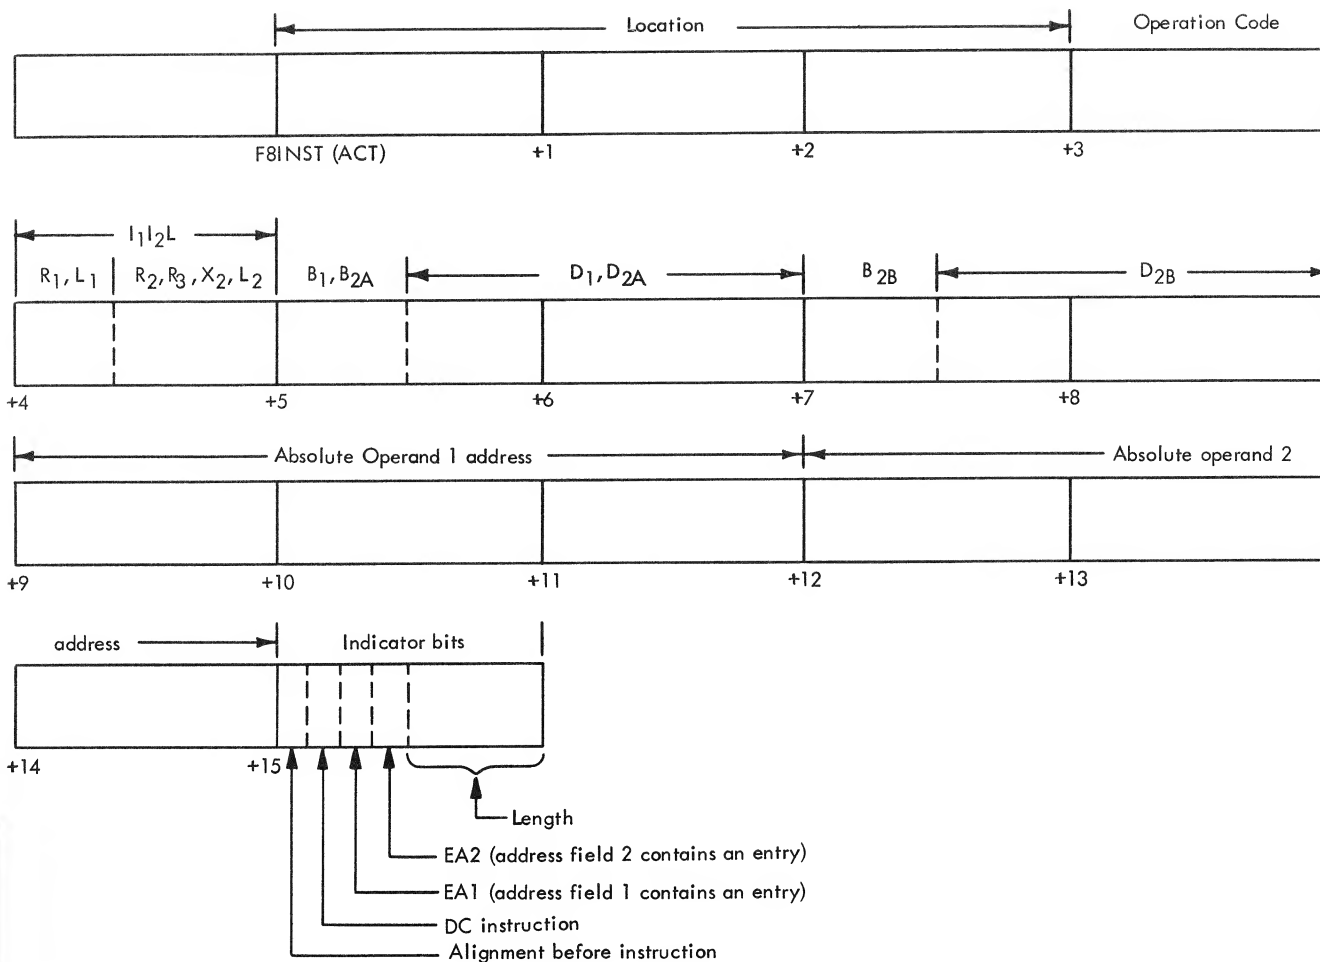 Location Operation Code
F8INST (ACT) +1 +2 +3
I₁I₂L
R₁, L₁ R₂, R₃, X₂, L₂ B₁, B₂A D₁, D₂A B₂B D₂B
+4 +5 +6 +7 +8
Absolute Operand 1 address Absolute operand 2
+9 +10 +11 +12 +13
address Indicator bits
+14 +15
Length
EA2 (address field 2 contains an entry)
EA1 (address field 1 contains an entry)
DC instruction
Alignment before instruction